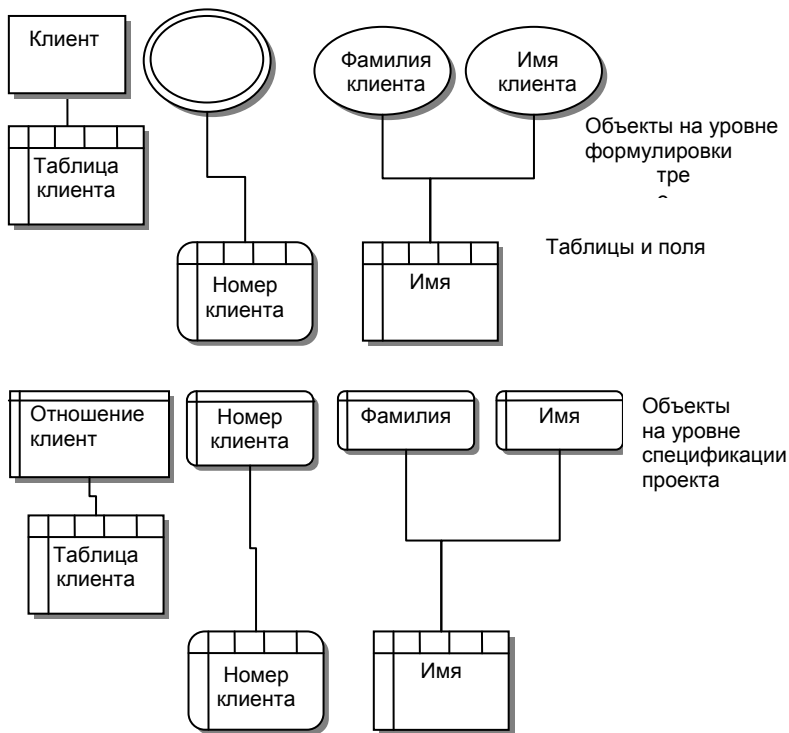 Клиент
Фамилия
клиента
Имя
клиента
Таблица
клиента
Объекты на уровне
формулировки
тре
Номер
клиента
Имя
Таблицы и поля
Отношение
клиент
Номер
клиента
Фамилия
Имя
Объекты
на уровне
спецификации
проекта
Таблица
клиента
Номер
клиента
Имя